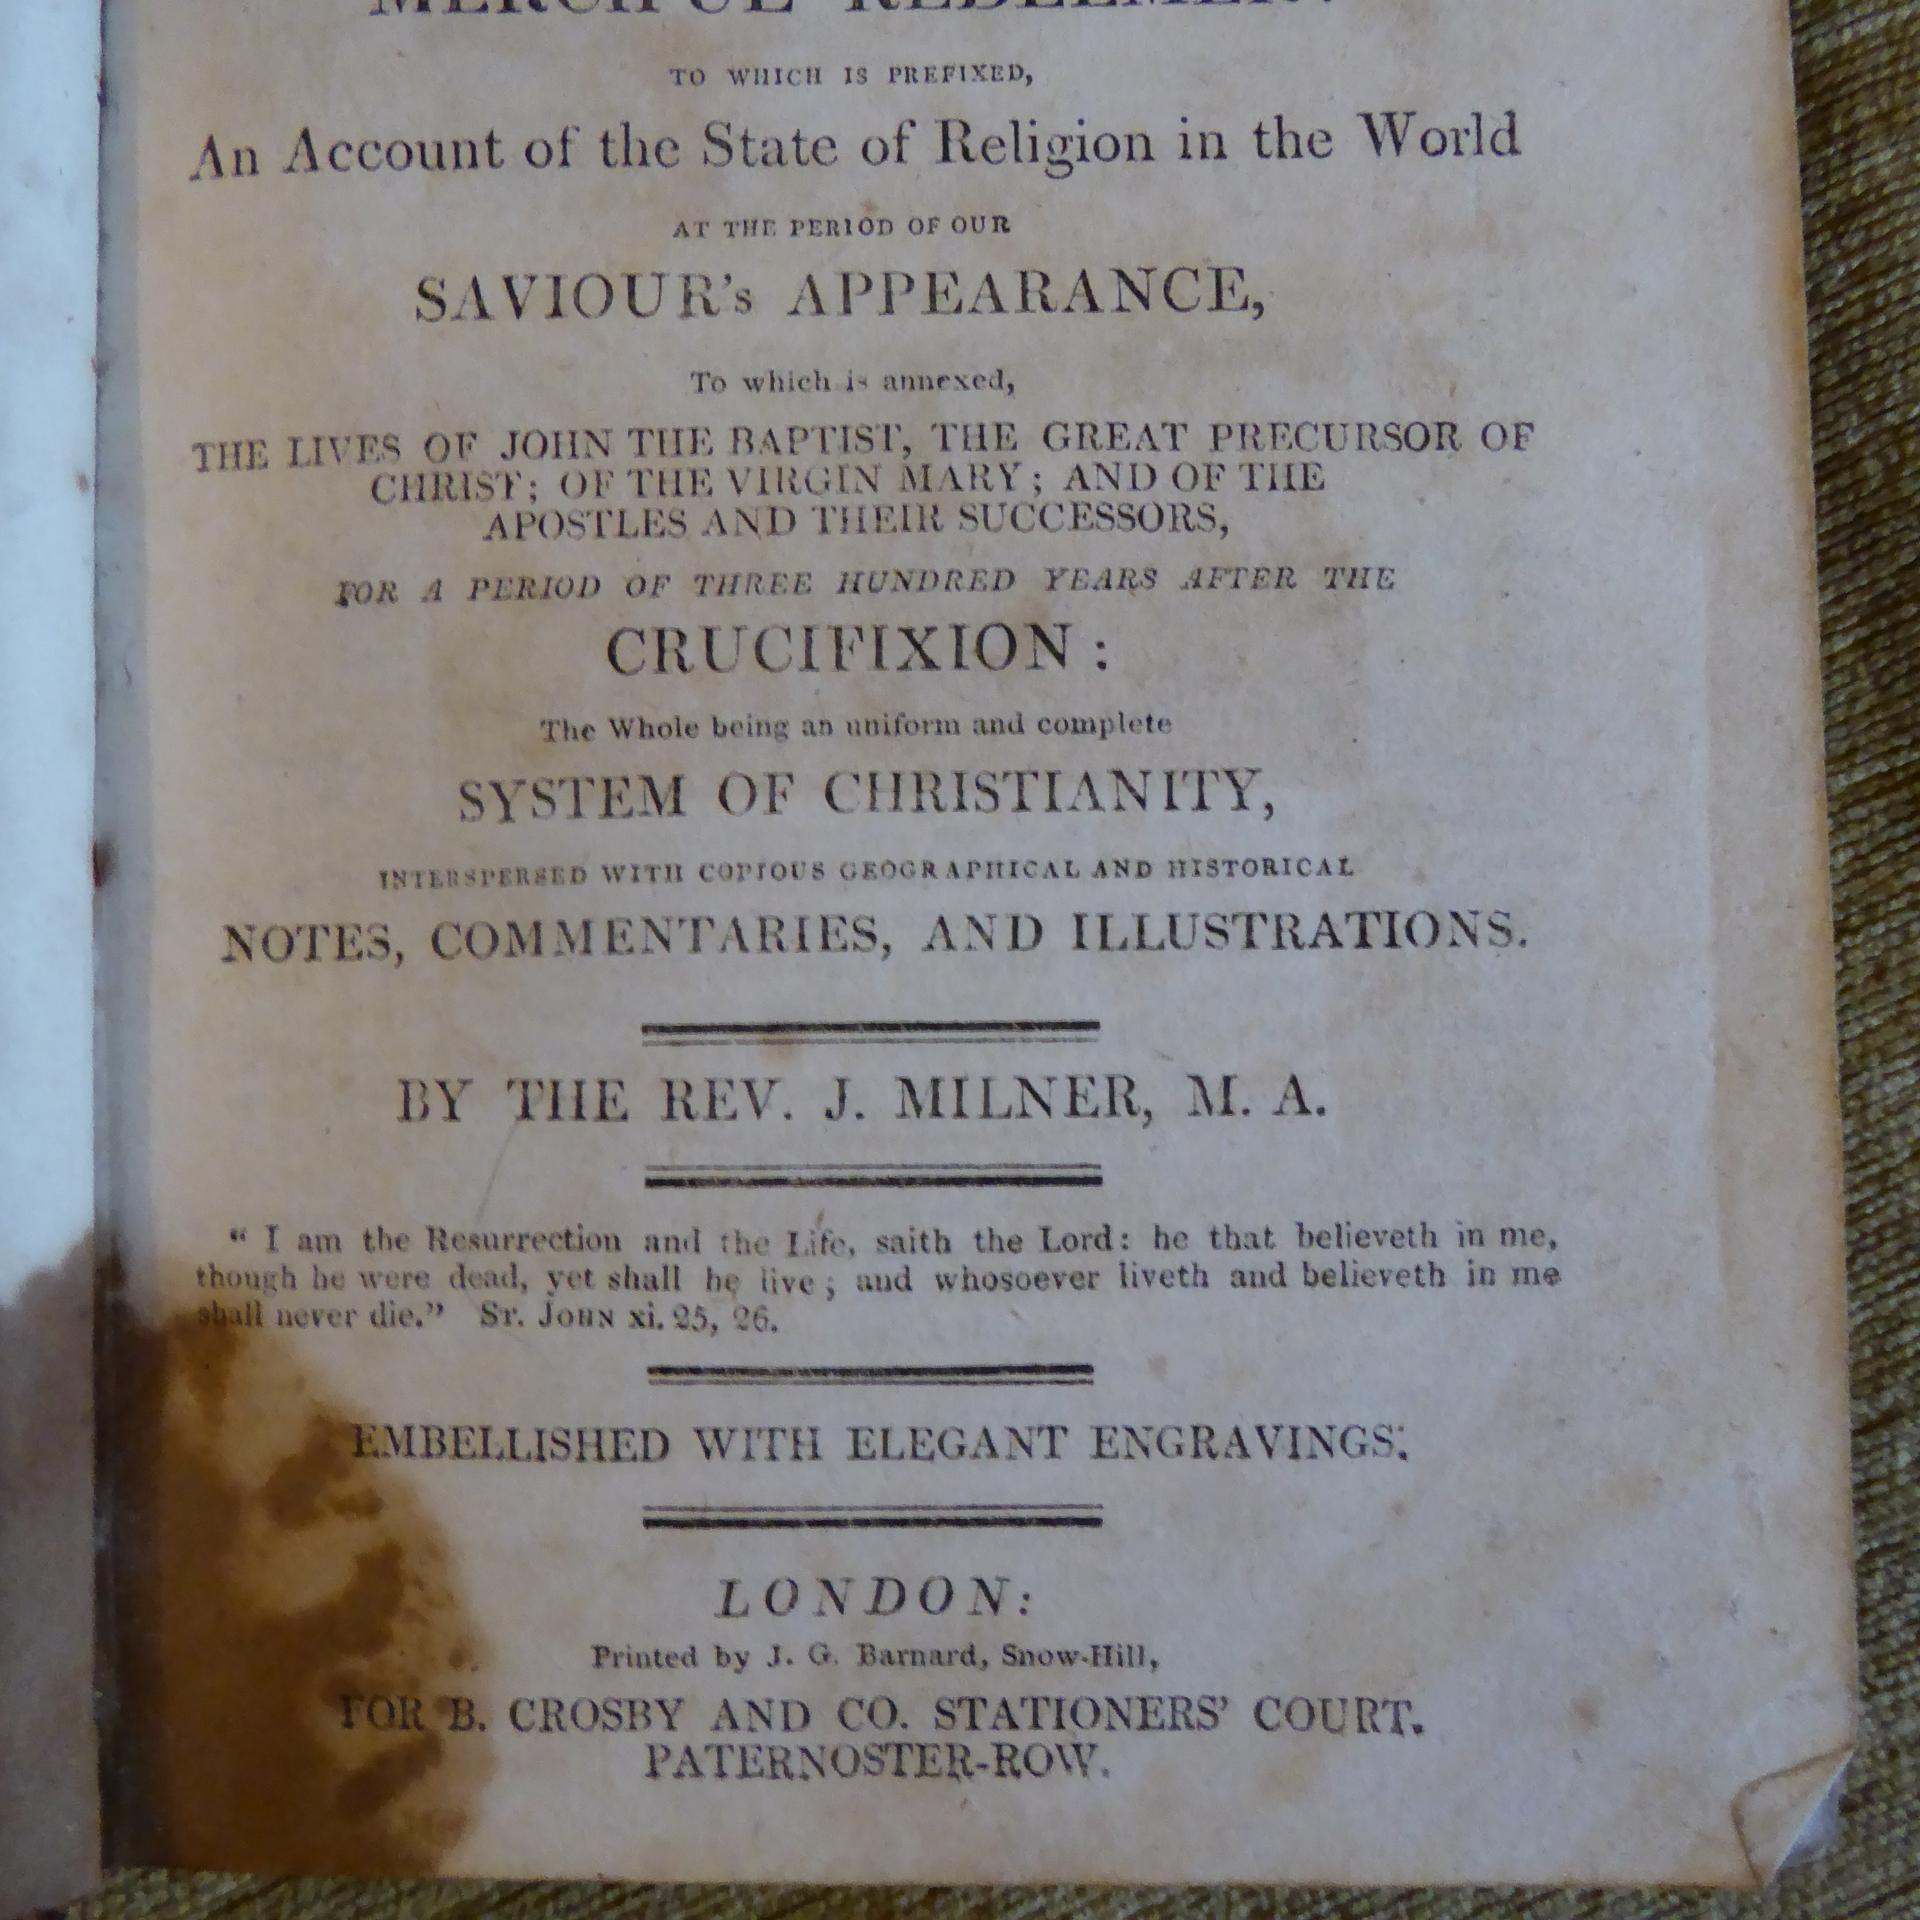 MERCIFUL REDEEMER.
TO WHICH IS PREFIXED,
An Account of the State of Religion in the World
AT THE PERIOD OF OUR
SAVIOUR's APPEARANCE,
To which is annexed,
THE LIVES OF JOHN THE BAPTIST, THE GREAT PRECURSOR OF
CHRIST; OF THE VIRGIN MARY; AND OF THE
APOSTLES AND THEIR SUCCESSORS,
FOR A PERIOD OF THREE HUNDRED YEARS AFTER THE
CRUCIFIXION:
The Whole being an uniform and complete
SYSTEM OF CHRISTIANITY,
INTERSPERSED WITH COPIOUS GEOGRAPHICAL AND HISTORICAL
NOTES, COMMENTARIES, AND ILLUSTRATIONS.
BY THE REV. J. MILNER, M. A.
“ I am the Resurrection and the Life, saith the Lord: he that believeth in me,
though he were dead, yet shall he live; and whosoever liveth and believeth in me
shall never die.” ST. JOHN xi. 25, 26.
EMBELLISHED WITH ELEGANT ENGRAVINGS.
LONDON:
Printed by J. G. Barnard, Snow-Hill,
FOR B. CROSBY AND CO. STATIONERS' COURT.
PATERNOSTER-ROW.